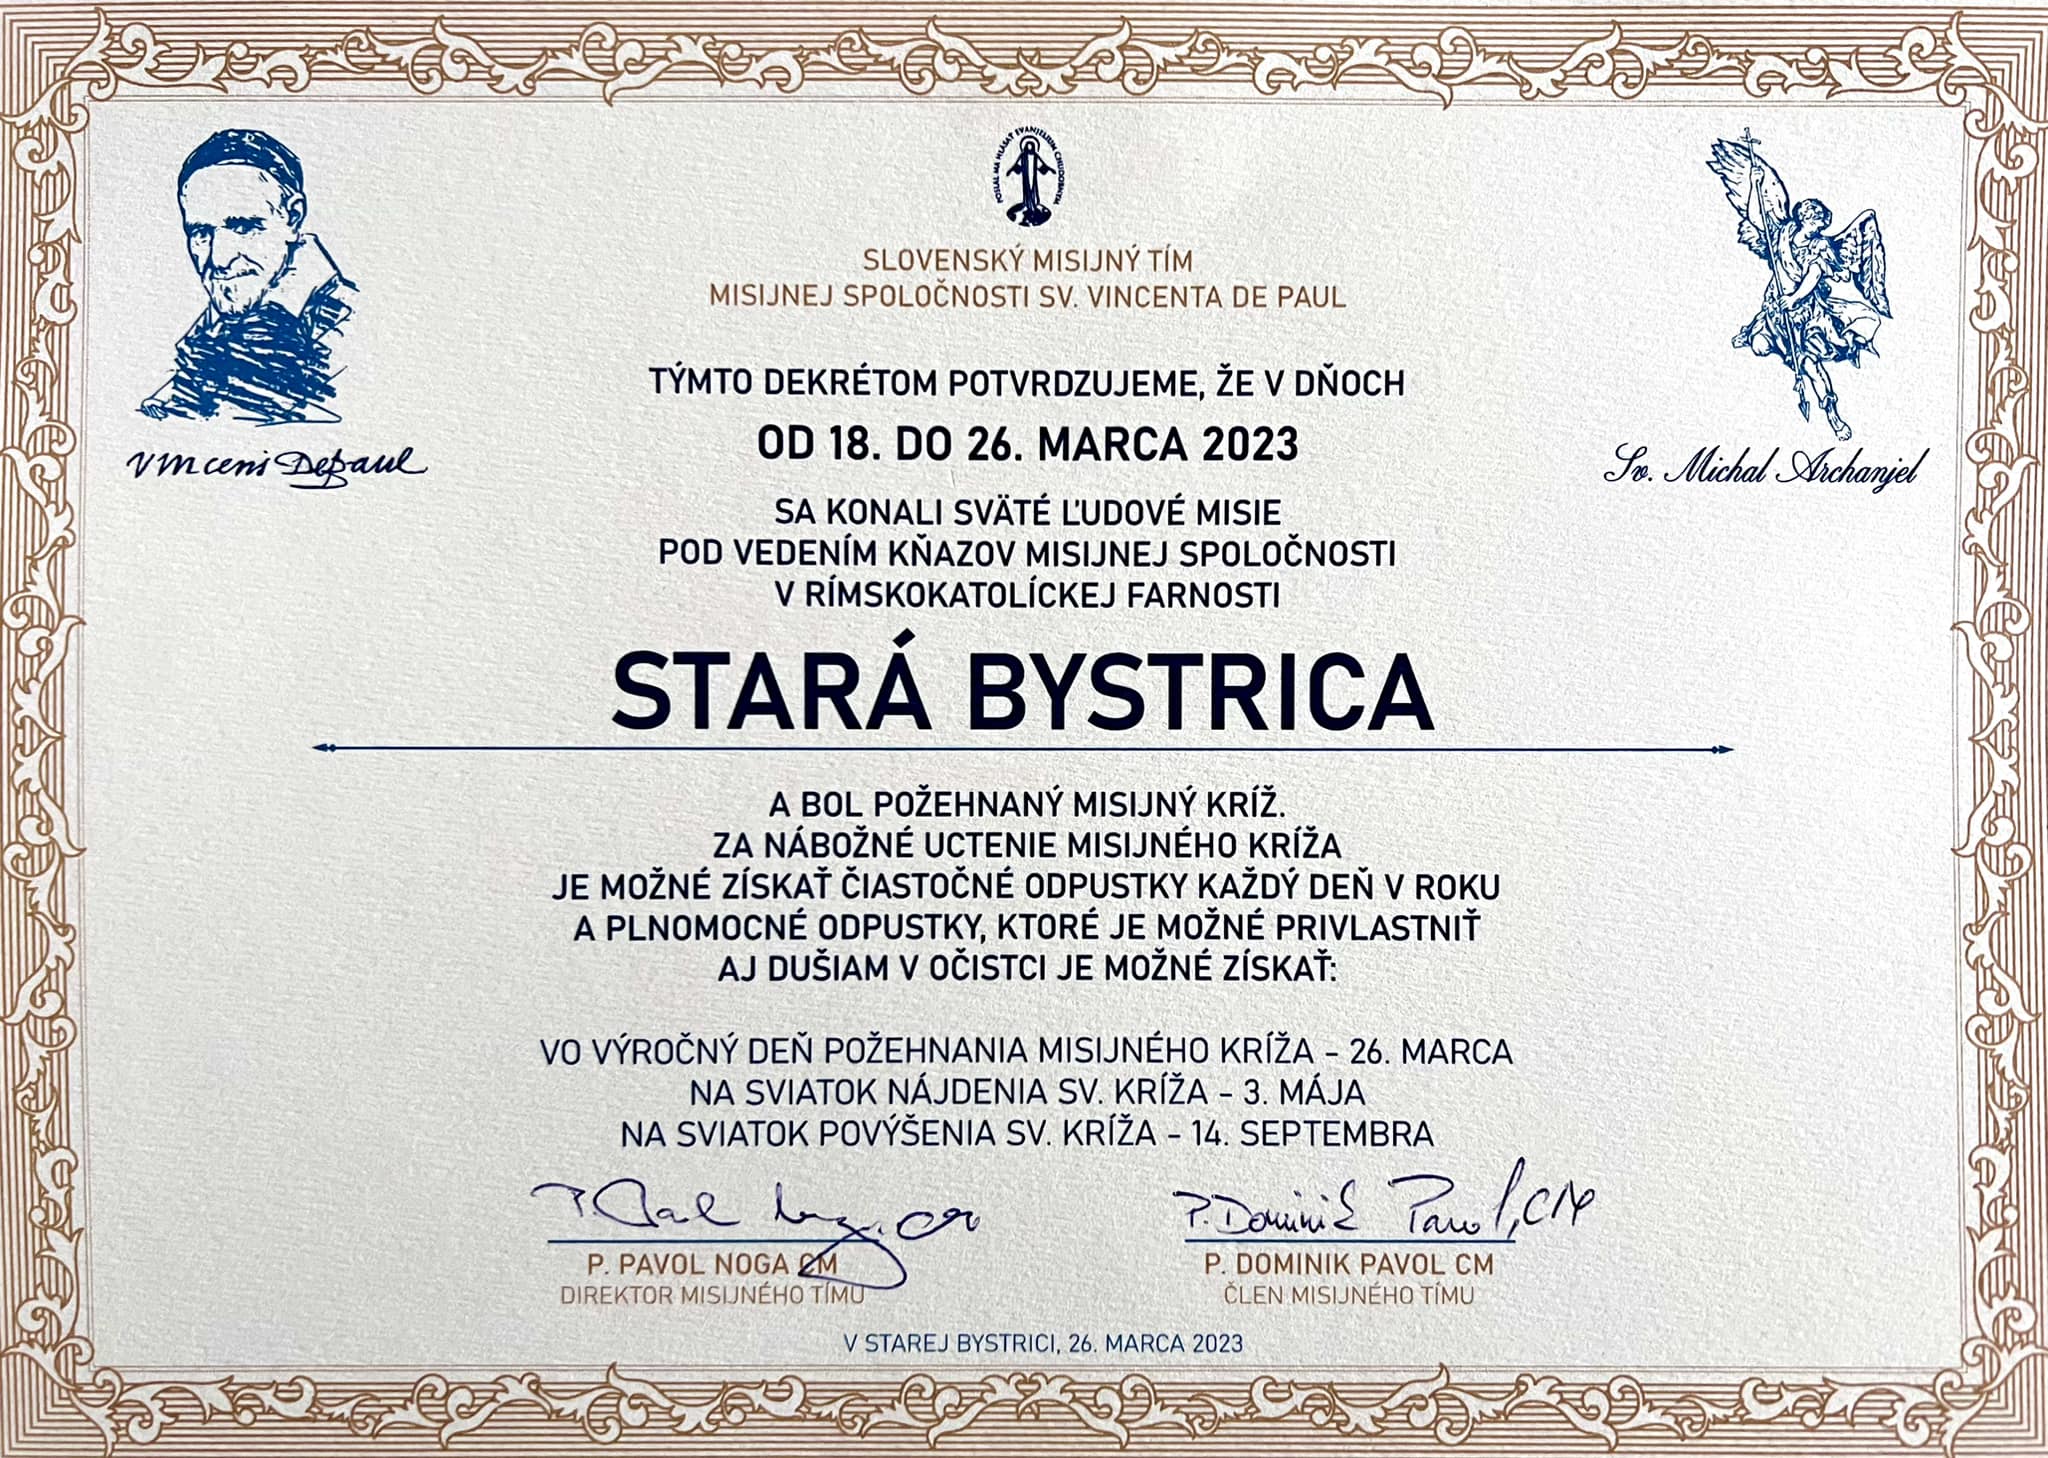 POSLAL MA HLÁSAŤ EVANJELIUM CHUDOBNÝM
SLOVENSKÝ MISIJNÝ TÍM
MISIJNEJ SPOLOČNOSTI SV. VINCENTA DE PAUL
Vincent Depaul
Sv. Michal Archanjel
TÝMTO DEKRÉTOM POTVRDZUJEME, ŽE V DŇOCH
OD 18. DO 26. MARCA 2023
SA KONALI SVÄTÉ ĽUDOVÉ MISIE
POD VEDENÍM KŇAZOV MISIJNEJ SPOLOČNOSTI
V RÍMSKOKATOLÍCKEJ FARNOSTI
STARÁ BYSTRICA
A BOL POŽEHNANÝ MISIJNÝ KRÍŽ.
ZA NÁBOŽNÉ UCTENIE MISIJNÉHO KRÍŽA
JE MOŽNÉ ZÍSKAŤ ČIASTOČNÉ ODPUSTKY KAŽDÝ DEŇ V ROKU
A PLNOMOCNÉ ODPUSTKY, KTORÉ JE MOŽNÉ PRIVLASTNIŤ
AJ DUŠIAM V OČISTCI JE MOŽNÉ ZÍSKAŤ:
VO VÝROČNÝ DEŇ POŽEHNANIA MISIJNÉHO KRÍŽA - 26. MARCA
NA SVIATOK NÁJDENIA SV. KRÍŽA - 3. MÁJA
NA SVIATOK POVÝŠENIA SV. KRÍŽA - 14. SEPTEMBRA
P. Dominik Pavol, CM
P. PAVOL NOGA CM
DIREKTOR MISIJNÉHO TÍMU
P. DOMINIK PAVOL CM
ČLEN MISIJNÉHO TÍMU
V STAREJ BYSTRICI, 26. MARCA 2023